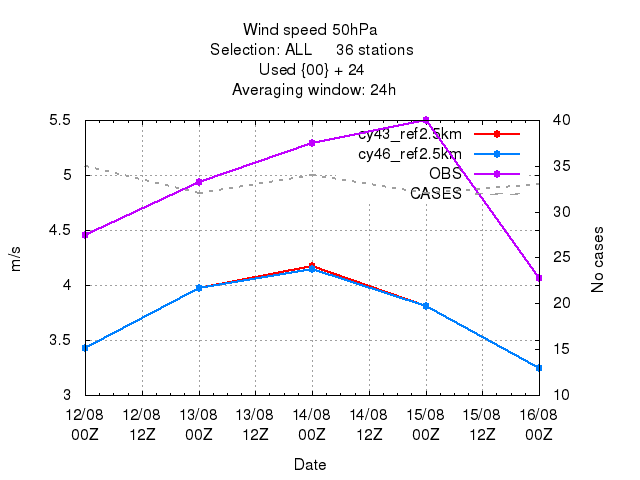 Wind speed 50hPa
Selection: ALL 36 stations
Used {00} + 24
Averaging window: 24h
5.5
5
4.5
4
3.5
3
m/s
40
35
30
25
20
15
10
No cases
cy43_ref2.5km
cy46_ref2.5km
OBS
CASES
12/08 12/08 13/08 13/08 14/08 14/08 15/08 15/08 16/08
00Z 12Z 00Z 12Z 00Z 12Z 00Z 12Z 00Z
Date